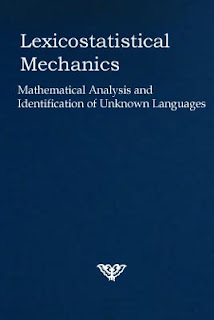 Lexicostatistical
Mechanics
Mathematical Analysis and
Identification of Unknown Languages